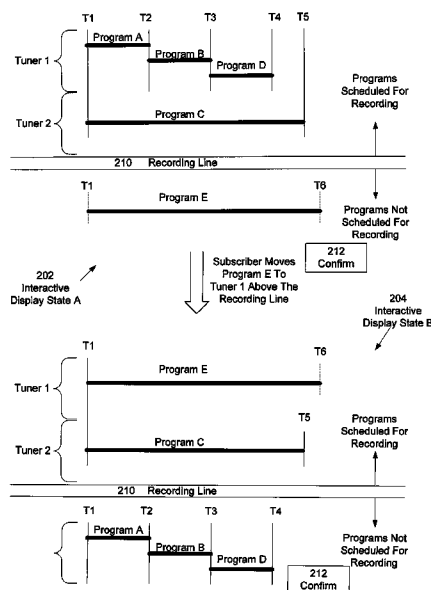 T1 T2 T3 T4 T5
Program A
Tuner 1
Program B
Program D
Programs
Scheduled For
Recording
Tuner 2
Program C
210 Recording Line
T1 T6
Program E
Programs Not
Scheduled For
Recording
212
Confirm
202
Interactive
Display State A
Subscriber Moves
Program E To
Tuner 1 Above The
Recording Line
204
Interactive
Display State B
T1 T6
Program E
Tuner 1
T5
Programs
Scheduled For
Recording
Tuner 2
Program C
210 Recording Line
T1 T2 T3 T4
Program A
Program B
Program D
Programs Not
Scheduled For
Recording
212
Confirm